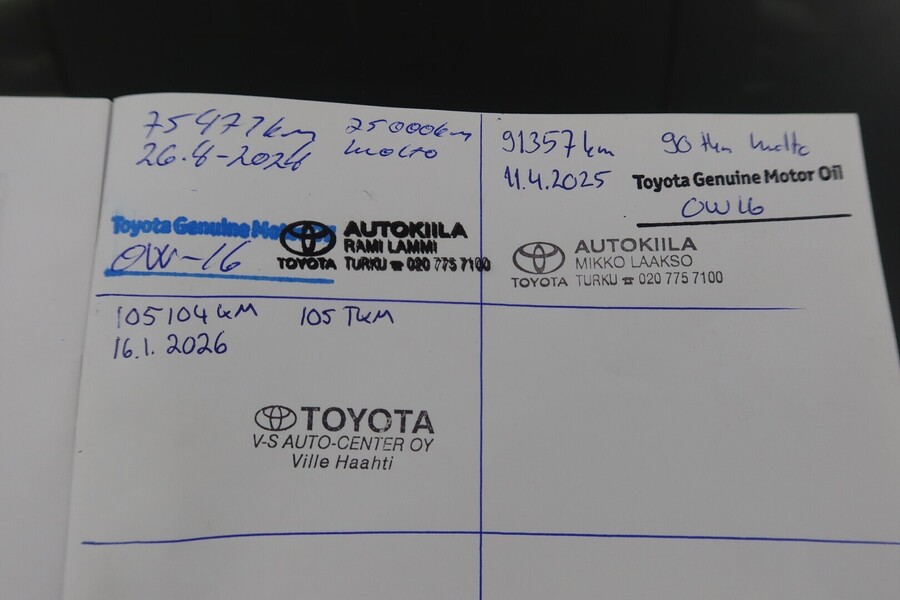 75477km 25000km
26.8-2024 huolto
Toyota Genuine Motor Oil
0W-16
TOYOTA
AUTOKIILA
RAMI LAMMI
TURKU ☎ 020 775 7100
91357km 90 tkm huolto
11.4.2025
Toyota Genuine Motor Oil
0W16
TOYOTA
AUTOKIILA
MIKKO LAAKSO
TURKU ☎ 020 775 7100
105104 kM 105 TkM
16.1.2026
TOYOTA
V-S AUTO-CENTER OY
Ville Haahti